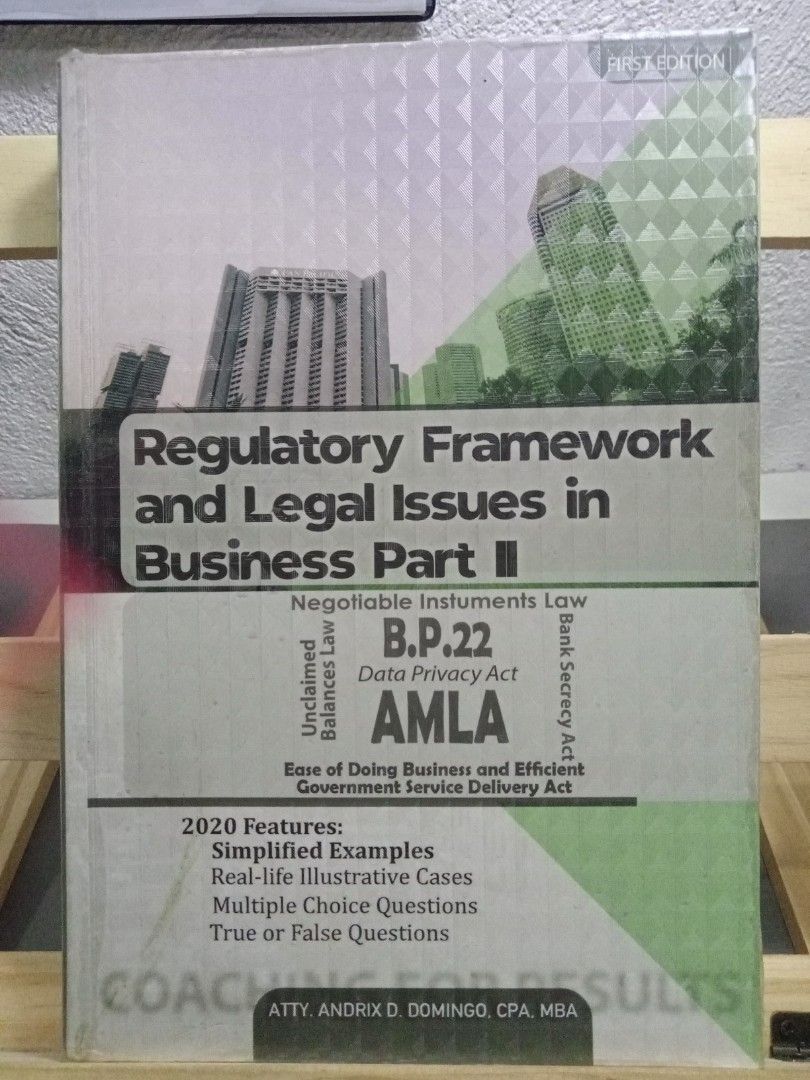 FIRST EDITION
Regulatory Framework
and Legal Issues in
Business Part II
Negotiable Instuments Law
Unclaimed
Balances Law
B.P.22
Data Privacy Act
AMLA
Bank Secrecy Act
Ease of Doing Business and Efficient
Government Service Delivery Act
2020 Features:
Simplified Examples
Real-life Illustrative Cases
Multiple Choice Questions
True or False Questions
COACHING FOR RESULTS
ATTY. ANDRIX D. DOMINGO, CPA, MBA